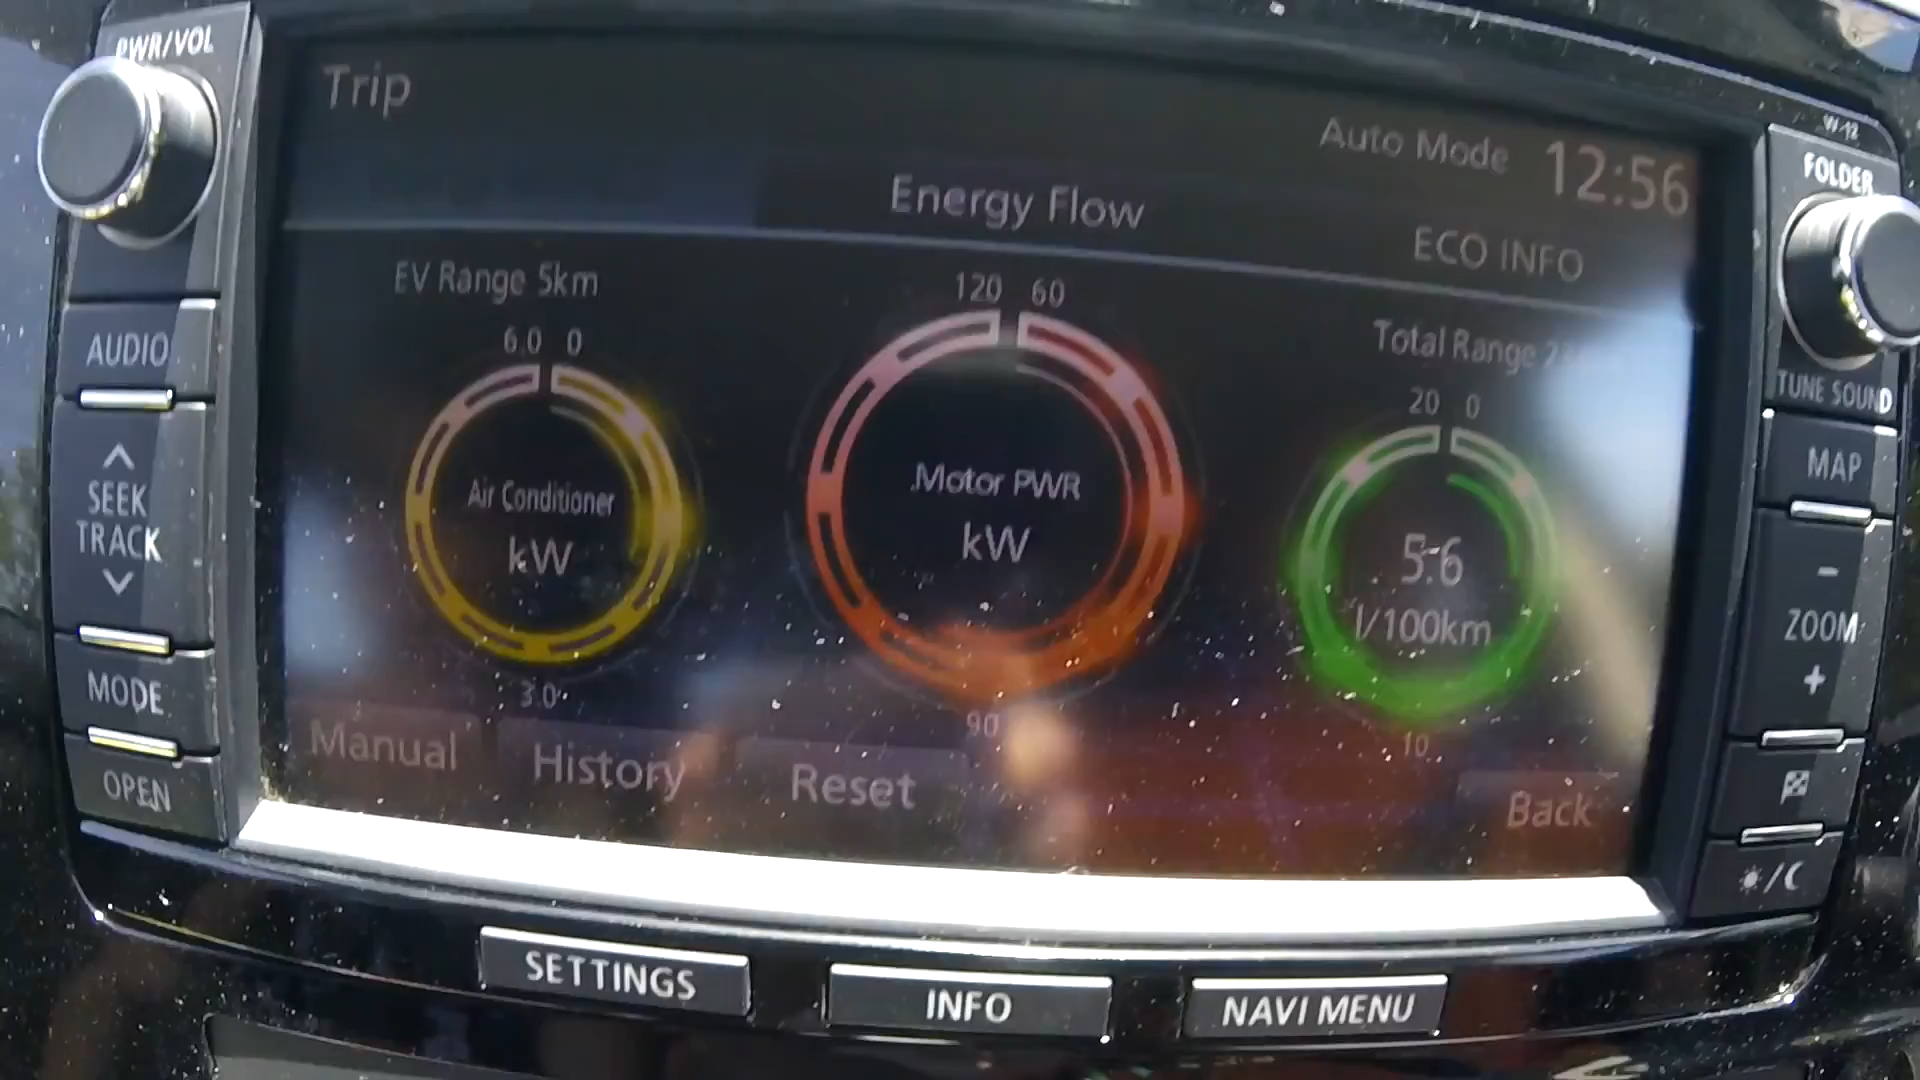 PWR/VOL
Trip
Auto Mode
12:56
W-12
FOLDER
Energy Flow
ECO INFO
EV Range 5km
Total Range
6.0 0
120 60
20 0
AUDIO
TUNE SOUND
MAP
SEEK
TRACK
Air Conditioner
kW
Motor PWR
kW
5.6
l/100km
ZOOM
3.0
90
10
MODE
OPEN
Manual
History
Reset
Back
SETTINGS
INFO
NAVI MENU